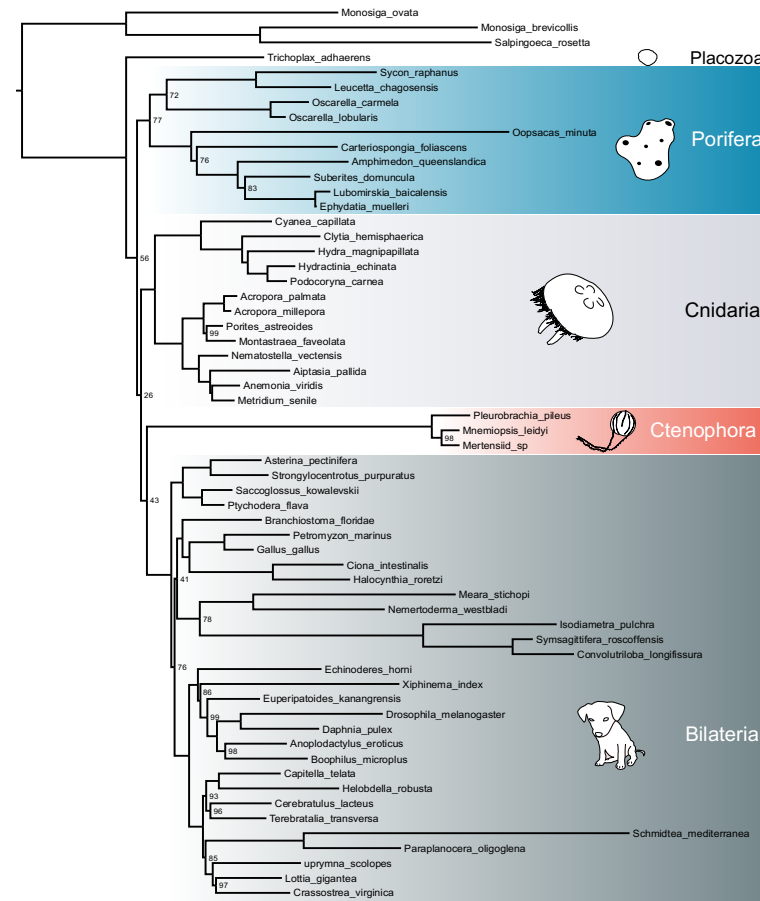 Monosiga_ovata
Monosiga_brevicollis
Salpingoeca_rosetta
Trichoplax_adhaerens
Placozoa
Sycon_raphanus
72
Leucetta_chagosensis
Oscarella_carmela
77
Oscarella_lobularis
Oopsacas_minuta
Porifera
Carteriospongia_foliascens
76
Amphimedon_queenslandica
Suberites_domuncula
83
Lubomirskia_baicalensis
Ephydatia_muelleri
Cyanea_capillata
Clytia_hemisphaerica
Hydra_magnipapillata
56
Hydractinia_echinata
Podocoryna_carnea
Acropora_palmata
Acropora_millepora
Cnidaria
Porites_astreoides
99
Montastraea_faveolata
Nematostella_vectensis
Aiptasia_pallida
Anemonia_viridis
26
Metridium_senile
Pleurobrachia_pileus
Mnemiopsis_leidyi
Ctenophora
98
Mertensiid_sp
Asterina_pectinifera
Strongylocentrotus_purpuratus
Saccoglossus_kowalevskii
43
Ptychodera_flava
Branchiostoma_floridae
Petromyzon_marinus
Gallus_gallus
Ciona_intestinalis
41
Halocynthia_roretzi
Meara_stichopi
Nemertoderma_westbladi
78
Isodiametra_pulchra
Symsagittifera_roscoffensis
Convolutriloba_longifissura
76
Echinoderes_horni
Xiphinema_index
86
Euperipatoides_kanangrensis
Drosophila_melanogaster
99
Daphnia_pulex
Bilateria
Anoplodactylus_eroticus
98
Boophilus_microplus
Capitella_telata
Helobdella_robusta
93
Cerebratulus_lacteus
96
Terebratalia_transversa
Schmidtea_mediterranea
Paraplanocera_oligoglena
85
uprymna_scolopes
Lottia_gigantea
97
Crassostrea_virginica